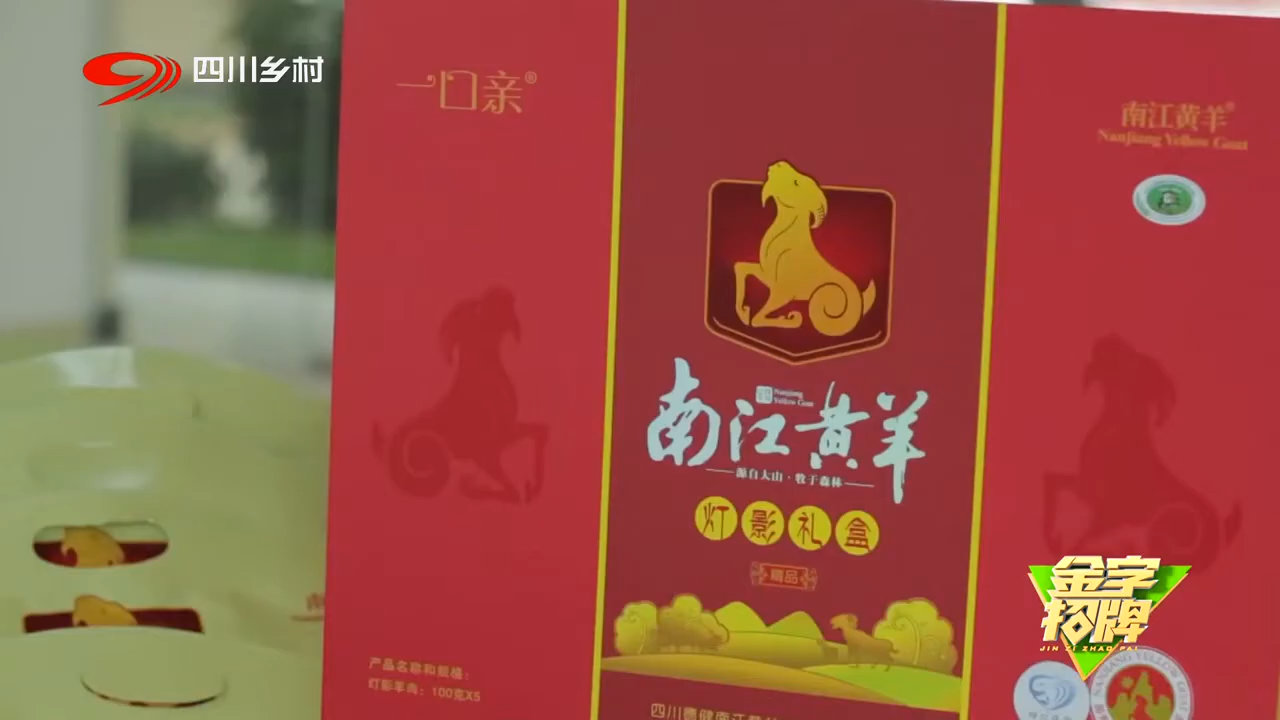 四川乡村
一口亲®
南江黄羊®
Nanjiang Yellow Goat
Nanjiang
Yellow Goat
南江黄羊
源自大山·牧于森林
灯影礼盒
精品
产品名称和规格：
灯影羊肉：100克X5
金字招牌
JIN ZI ZHAO PAI
NANJIANG YELLOW GOAT